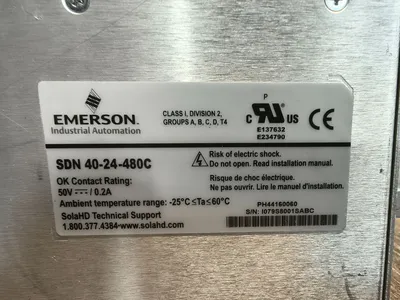 EMERSON.
Industrial Automation
CLASS I, DIVISION 2,
GROUPS A, B, C, D, T4
P
C UL US
E137632
E234790
CE
SDN 40-24-480C
OK Contact Rating:
50V⎓/ 0.2A
Ambient temperature range: -25°C ≤Ta≤60°C
SolaHD Technical Support
1.800.377.4384 - www.solahd.com
Risk of electric shock.
Do not open. Read installation manual.
Risque de choc électrique.
Ne pas ouvrir. Lire le manuel d'installation.
PH44160060
S/N: I079S8001SABC